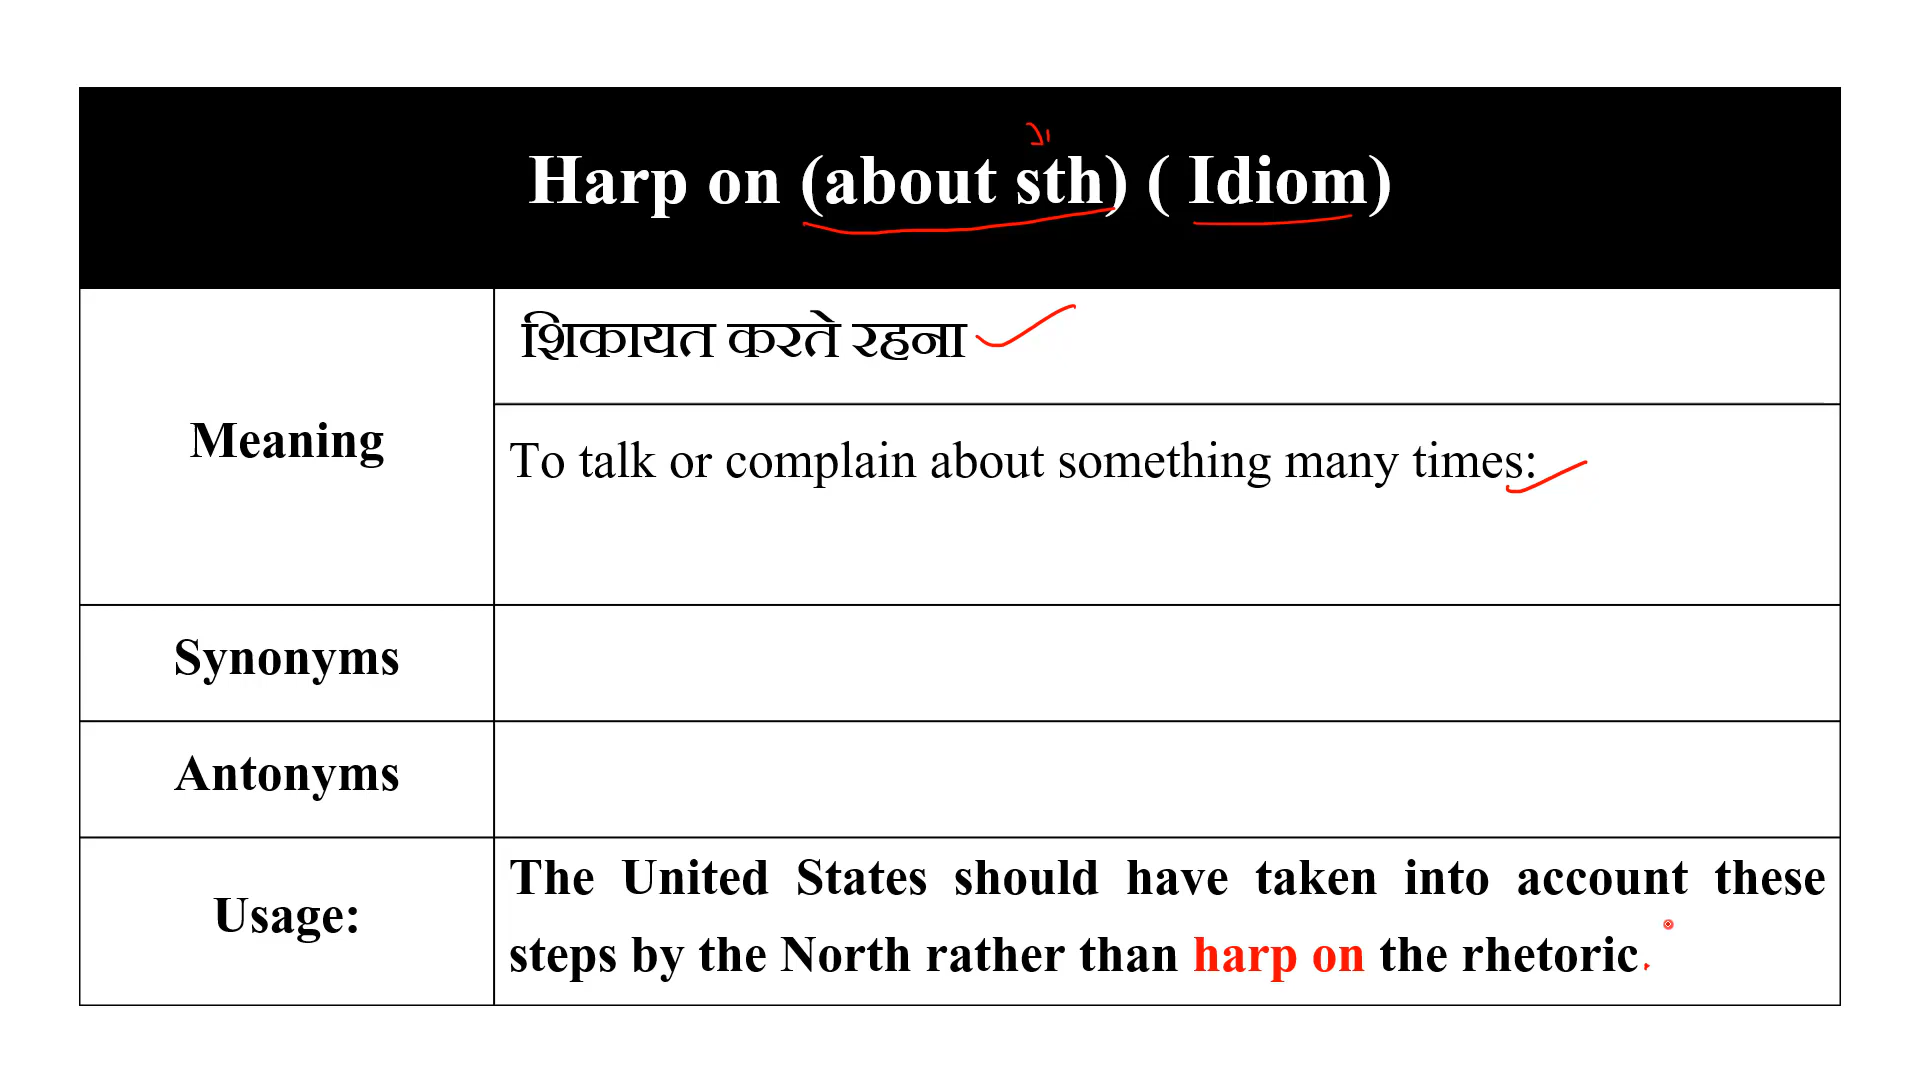 Harp on (about sth) ( Idiom)
शिकायत करते रहना
Meaning
To talk or complain about something many times:
Synonyms
Antonyms
Usage:
The United States should have taken into account these
steps by the North rather than harp on the rhetoric.